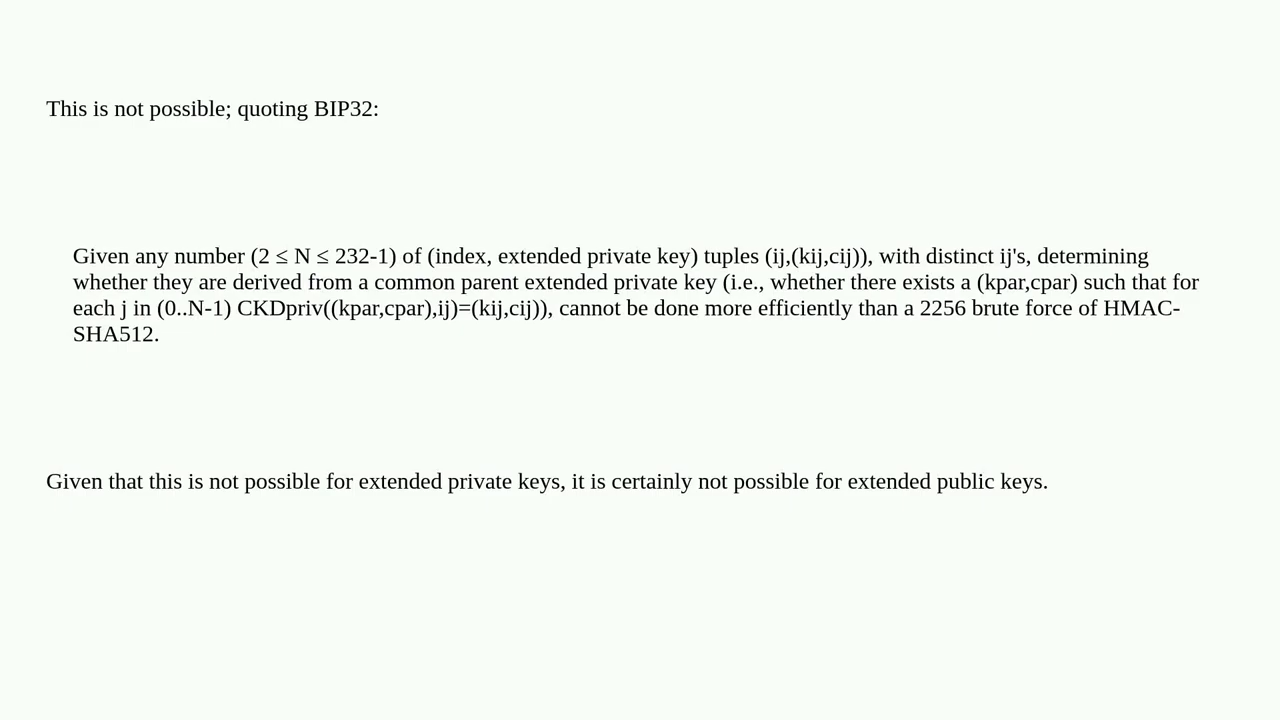 This is not possible; quoting BIP32:
Given any number (2 ≤ N ≤ 232-1) of (index, extended private key) tuples (ij,(kij,cij)), with distinct ij's, determining
whether they are derived from a common parent extended private key (i.e., whether there exists a (kpar,cpar) such that for
each j in (0..N-1) CKDpriv((kpar,cpar),ij)=(kij,cij)), cannot be done more efficiently than a 2256 brute force of HMAC-
SHA512.
Given that this is not possible for extended private keys, it is certainly not possible for extended public keys.